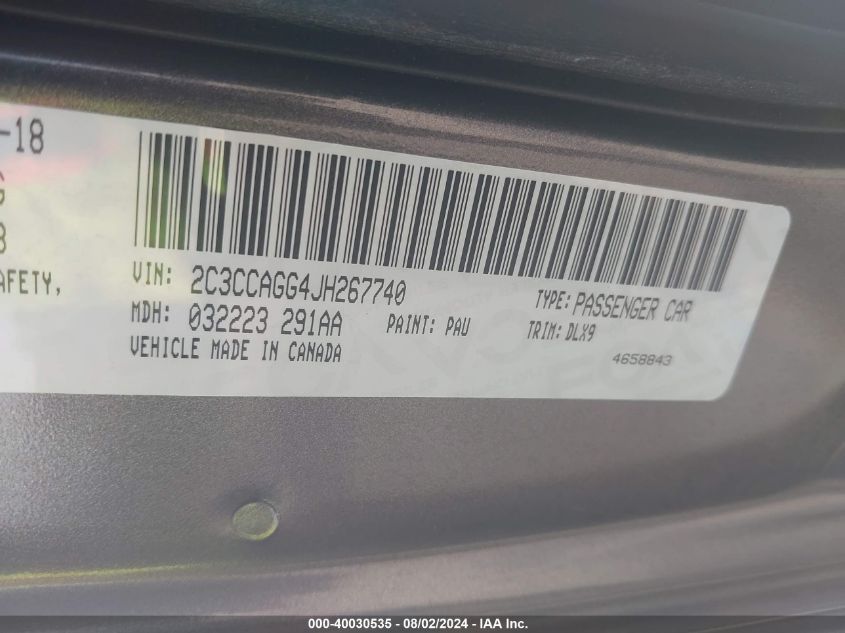 -18
G
8
AFETY,
VIN: 2C3CCAGG4JH267740
TYPE: PASSENGER CAR
MDH: 032223 291AA
PAINT: PAU
TRIM: DLX9
VEHICLE MADE IN CANADA
4658843
000-40030535 - 08/02/2024 - IAA Inc.